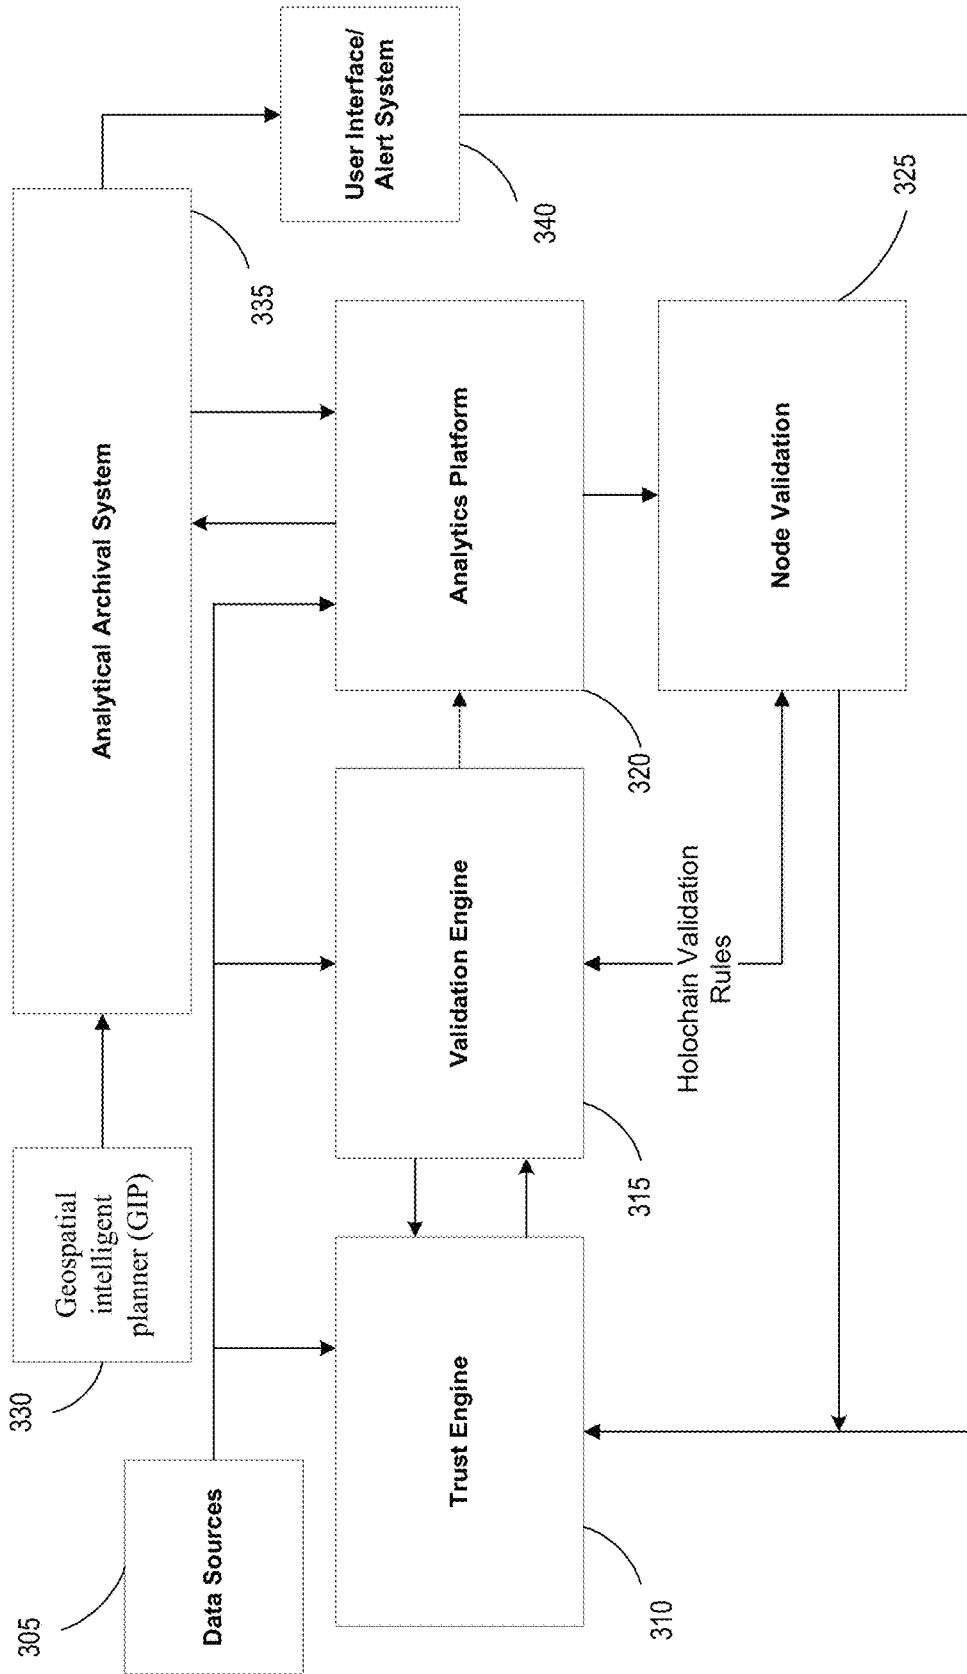 330
Geospatial
intelligent
planner (GIP)
Analytical Archival System
335
305
Data Sources
User Interface/
Alert System
340
Trust Engine
310
Validation Engine
315
Analytics Platform
320
Holochain Validation
Rules
Node Validation
325